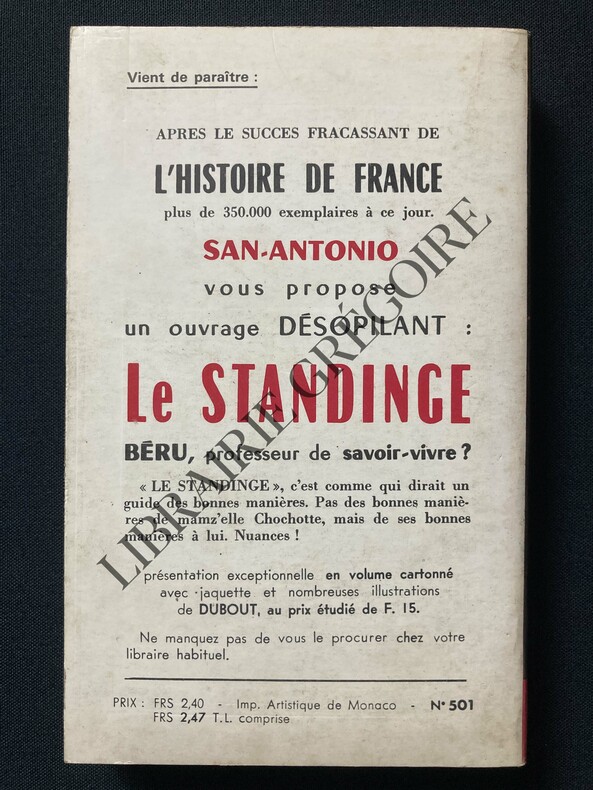 Vient de paraître :
APRES LE SUCCES FRACASSANT DE
L'HISTOIRE DE FRANCE
plus de 350.000 exemplaires à ce jour.
SAN-ANTONIO
vous propose
un ouvrage DÉSOPILANT :
Le STANDINGE
BÉRU, professeur de savoir-vivre ?
« LE STANDINGE », c'est comme qui dirait un
guide des bonnes manières. Pas des bonnes maniè-
res de mamz'elle Chochotte, mais de ses bonnes
manières à lui. Nuances !
présentation exceptionnelle en volume cartonné
avec jaquette et nombreuses illustrations
de DUBOUT, au prix étudié de F. 15.
Ne manquez pas de vous le procurer chez votre
libraire habituel.
PRIX : FRS 2,40 - Imp. Artistique de Monaco - N° 501
FRS 2,47 T.L. comprise
LIBRAIRIE GRÉGOIRE